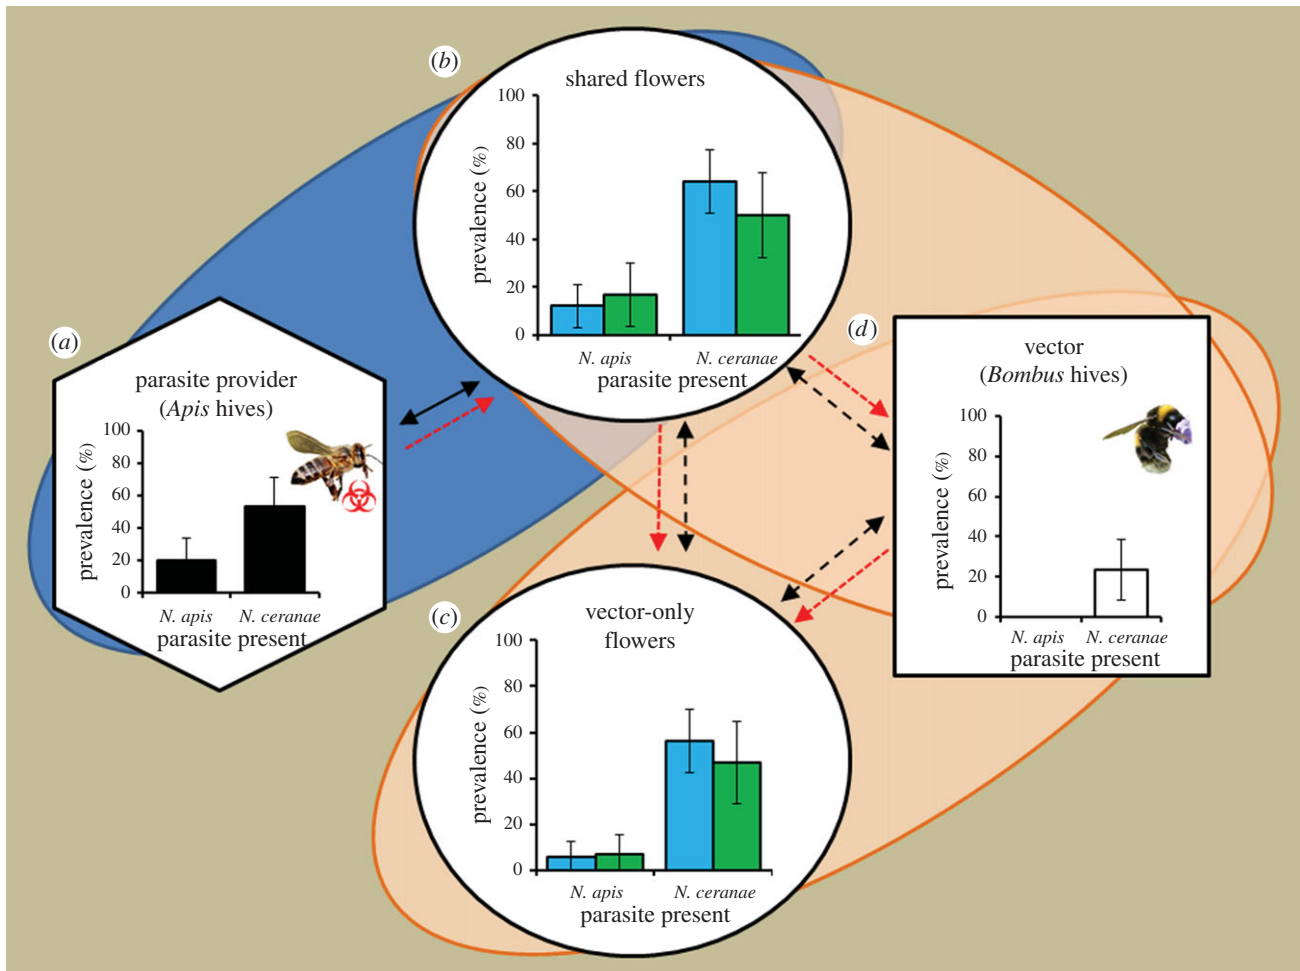 (b)
shared flowers
100
80
60
40
20
0
prevalence (%)
N. apis N. ceranae
parasite present
(a)
parasite provider
(Apis hives)
100
80
60
40
20
0
prevalence (%)
N. apis N. ceranae
parasite present
(d)
vector
(Bombus hives)
100
80
60
40
20
0
prevalence (%)
N. apis N. ceranae
parasite present
(c)
vector-only
flowers
100
80
60
40
20
0
prevalence (%)
N. apis N. ceranae
parasite present